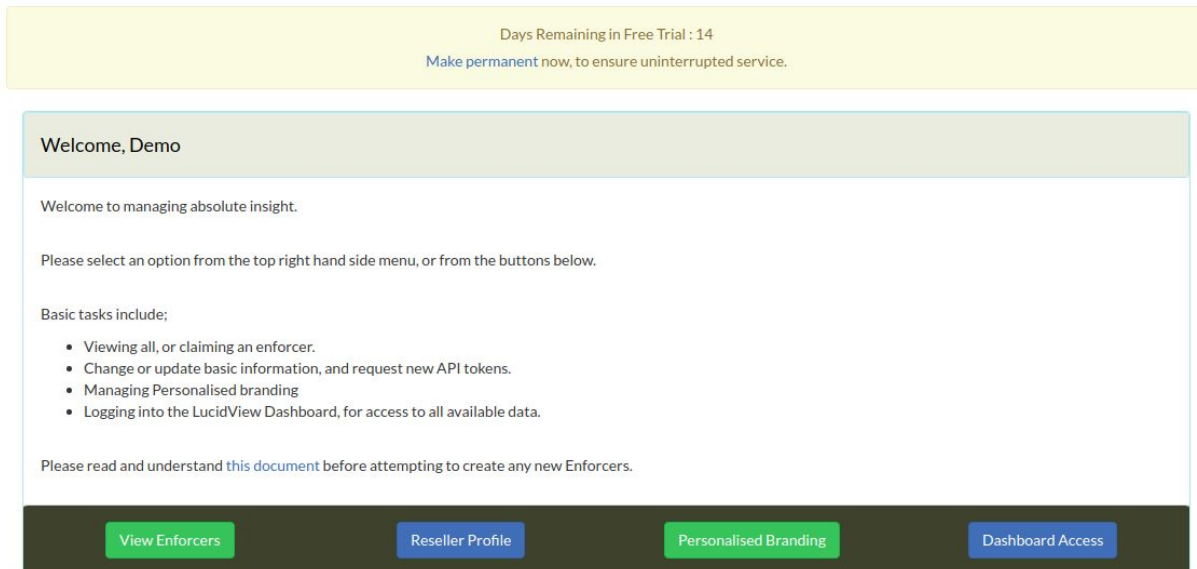 Days Remaining in Free Trial : 14
Make permanent now, to ensure uninterrupted service.
Welcome, Demo
Welcome to managing absolute insight.
Please select an option from the top right hand side menu, or from the buttons below.
Basic tasks include;
Viewing all, or claiming an enforcer.
Change or update basic information, and request new API tokens.
Managing Personalised branding
Logging into the LucidView Dashboard, for access to all available data.
Please read and understand this document before attempting to create any new Enforcers.
View Enforcers Reseller Profile Personalised Branding Dashboard Access